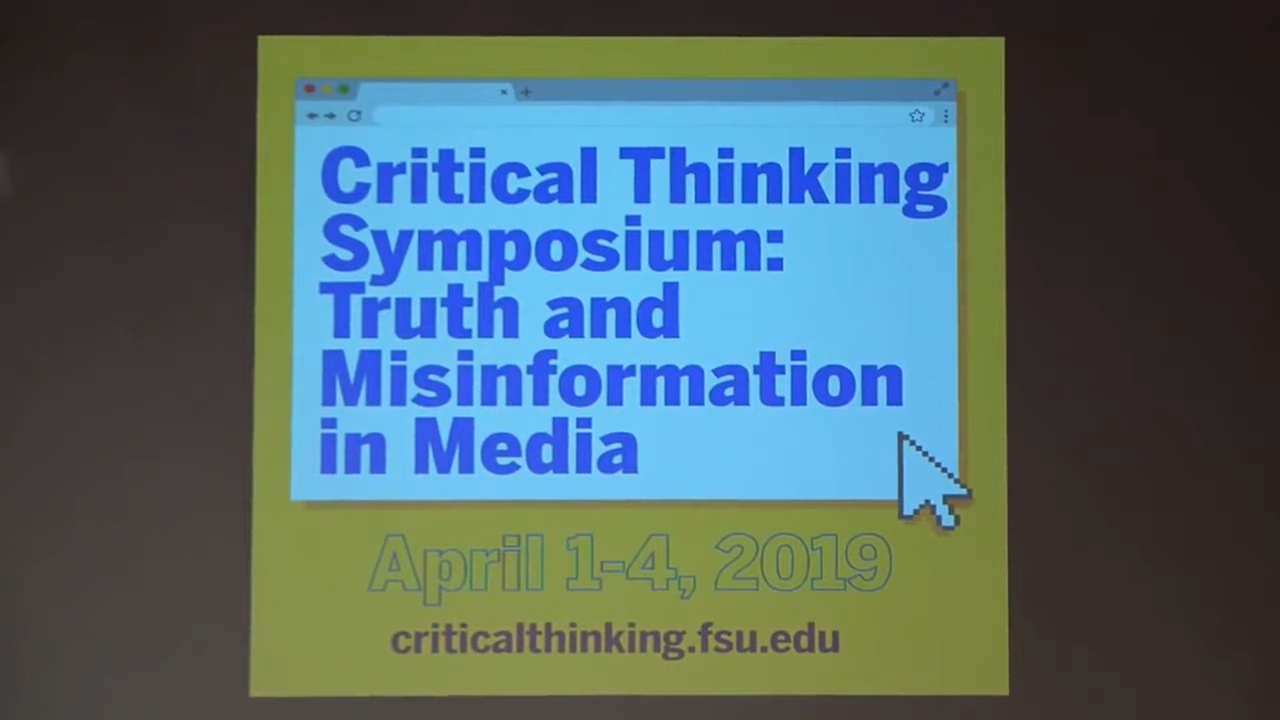 Critical Thinking
Symposium:
Truth and
Misinformation
in Media
April 1-4, 2019
criticalthinking.fsu.edu